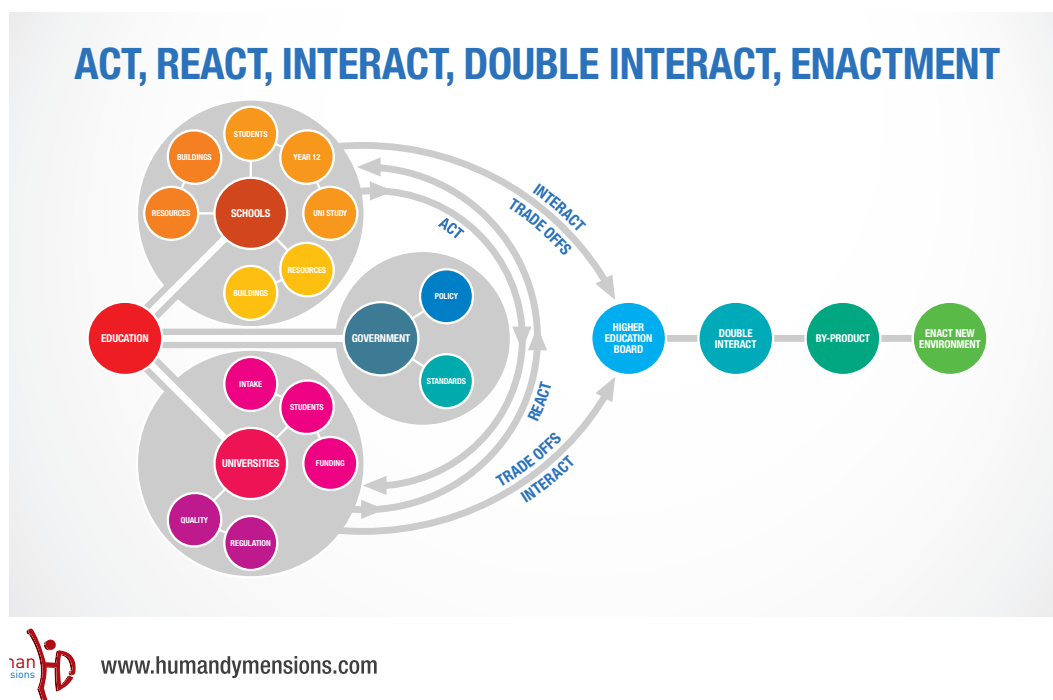 ACT, REACT, INTERACT, DOUBLE INTERACT, ENACTMENT
STUDENTS
BUILDINGS
YEAR 12
RESOURCES
SCHOOLS
UNI STUDY
RESOURCES
BUILDINGS
INTERACT
TRADE OFFS
ACT
POLICY
EDUCATION
GOVERNMENT
STANDARDS
HIGHER
EDUCATION
BOARD
DOUBLE
INTERACT
BY-PRODUCT
ENACT NEW
ENVIRONMENT
INTAKE
STUDENTS
REACT
UNIVERSITIES
FUNDING
TRADE OFFS
INTERACT
QUALITY
REGULATION
www.humandymensions.com